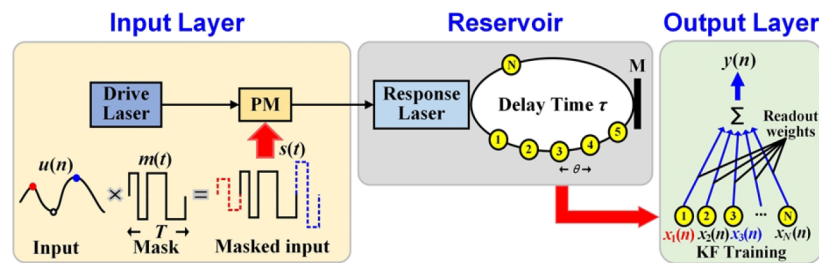 Input Layer
Drive
Laser
PM
u(n)
m(t)
s(t)
×
=
← T →
Input
Mask
Masked input
Reservoir
Response
Laser
Delay Time τ
M
N
1
2
3
4
5
← θ →
Output Layer
y(n)
Σ
Readout
weights
1
2
3
...
N
x₁(n)
x₂(n)
x₃(n)
x_N(n)
KF Training